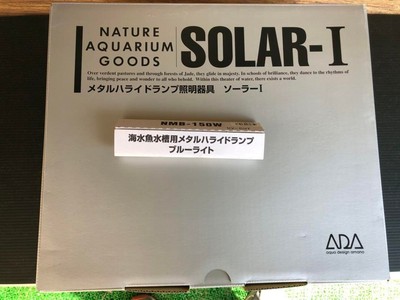 NATURE
AQUARIUM
GOODS
SOLAR-I
Over verdant pastures and through forests of Jade, they glide in majesty. In schools of brilliance, they dance to the rhythms of
life, bringing peace and wonder to all who behold. Within this theater of water, there exists a world.
メタルハライドランプ照明器具 ソーラーI
RMB-150W
海水魚水槽用メタルハライドランプ
ブルーライト
ADA
aqua design amano